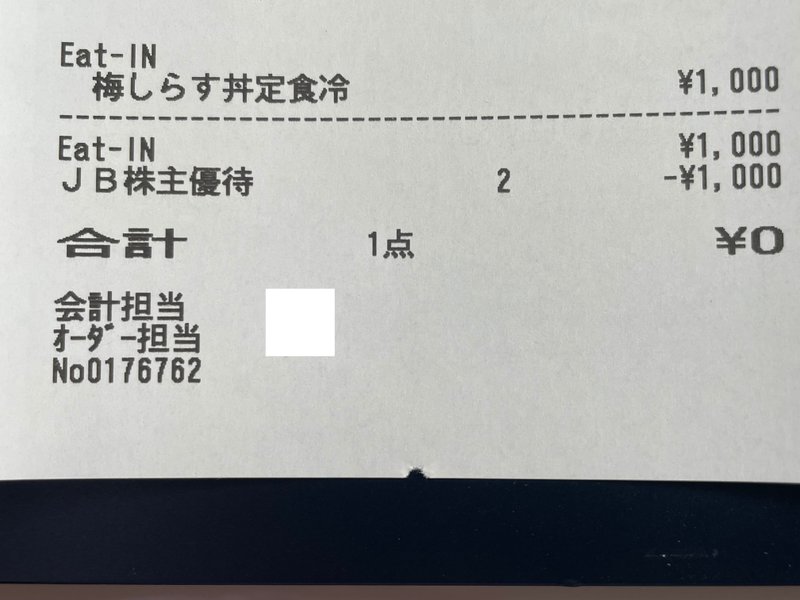 Eat-IN
梅しらす丼定食冷 ¥1,000
Eat-IN ¥1,000
ＪＢ株主優待 2 -¥1,000
合計 1点 ¥0
会計担当
ｵｰﾀﾞｰ担当
No0176762